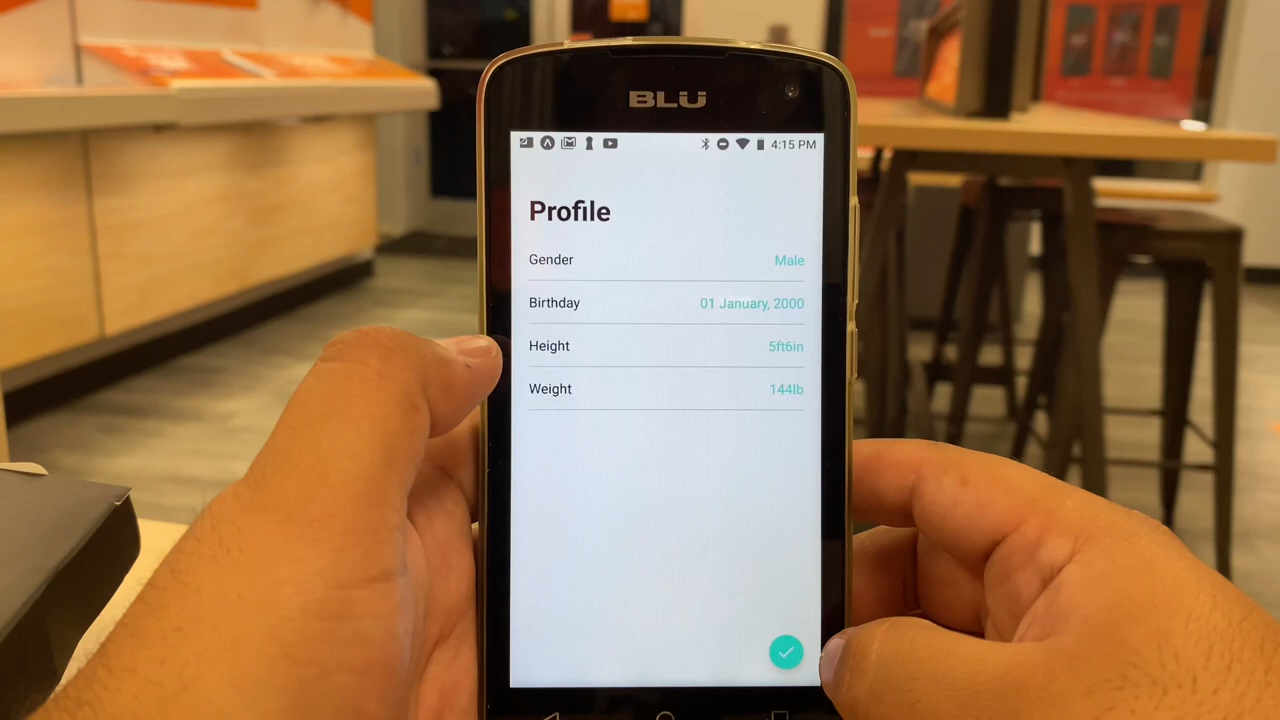 BLU
4:15 PM
Profile
Gender Male
Birthday 01 January, 2000
Height 5ft6in
Weight 144lb